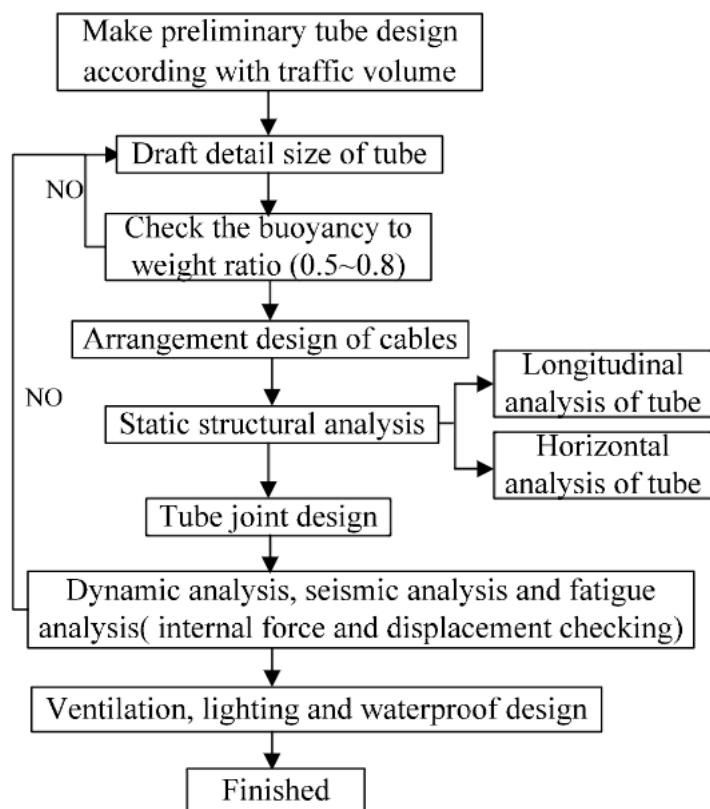 Make preliminary tube design
according with traffic volume
Draft detail size of tube
NO
Check the buoyancy to
weight ratio (0.5~0.8)
Arrangement design of cables
Longitudinal
analysis of tube
NO
Static structural analysis
Horizontal
analysis of tube
Tube joint design
Dynamic analysis, seismic analysis and fatigue
analysis( internal force and displacement checking)
Ventilation, lighting and waterproof design
Finished